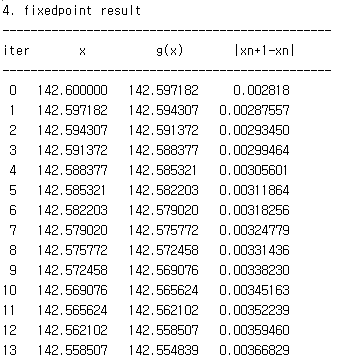 4. fixedpoint result
-----------------------------------------------
iter       x          g(x)      |xn+1-xn|
-----------------------------------------------
 0   142.600000   142.597182     0.002818
 1   142.597182   142.594307   0.00287557
 2   142.594307   142.591372   0.00293450
 3   142.591372   142.588377   0.00299464
 4   142.588377   142.585321   0.00305601
 5   142.585321   142.582203   0.00311864
 6   142.582203   142.579020   0.00318256
 7   142.579020   142.575772   0.00324779
 8   142.575772   142.572458   0.00331436
 9   142.572458   142.569076   0.00338230
10   142.569076   142.565624   0.00345163
11   142.565624   142.562102   0.00352239
12   142.562102   142.558507   0.00359460
13   142.558507   142.554839   0.00366829